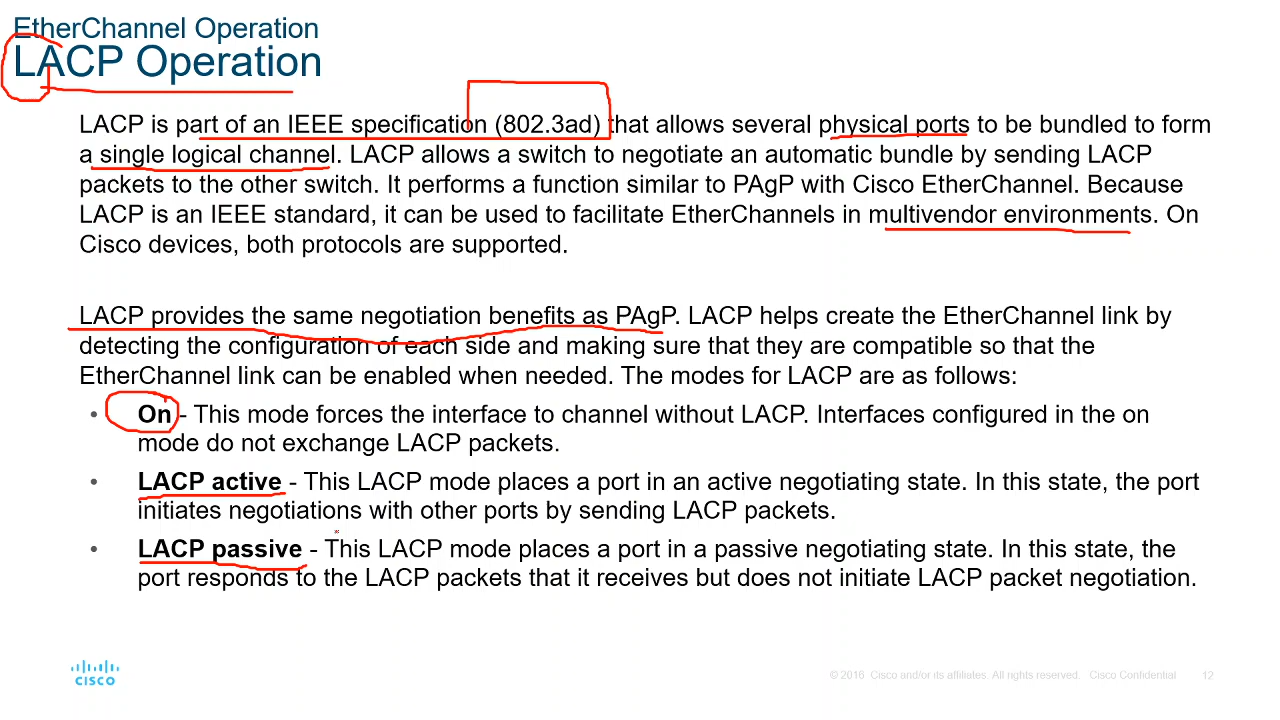 EtherChannel Operation
LACP Operation
LACP is part of an IEEE specification (802.3ad) that allows several physical ports to be bundled to form
a single logical channel. LACP allows a switch to negotiate an automatic bundle by sending LACP
packets to the other switch. It performs a function similar to PAgP with Cisco EtherChannel. Because
LACP is an IEEE standard, it can be used to facilitate EtherChannels in multivendor environments. On
Cisco devices, both protocols are supported.
LACP provides the same negotiation benefits as PAgP. LACP helps create the EtherChannel link by
detecting the configuration of each side and making sure that they are compatible so that the
EtherChannel link can be enabled when needed. The modes for LACP are as follows:
• On - This mode forces the interface to channel without LACP. Interfaces configured in the on
mode do not exchange LACP packets.
• LACP active - This LACP mode places a port in an active negotiating state. In this state, the port
initiates negotiations with other ports by sending LACP packets.
• LACP passive - This LACP mode places a port in a passive negotiating state. In this state, the
port responds to the LACP packets that it receives but does not initiate LACP packet negotiation.
CISCO
© 2016 Cisco and/or its affiliates. All rights reserved. Cisco Confidential 12